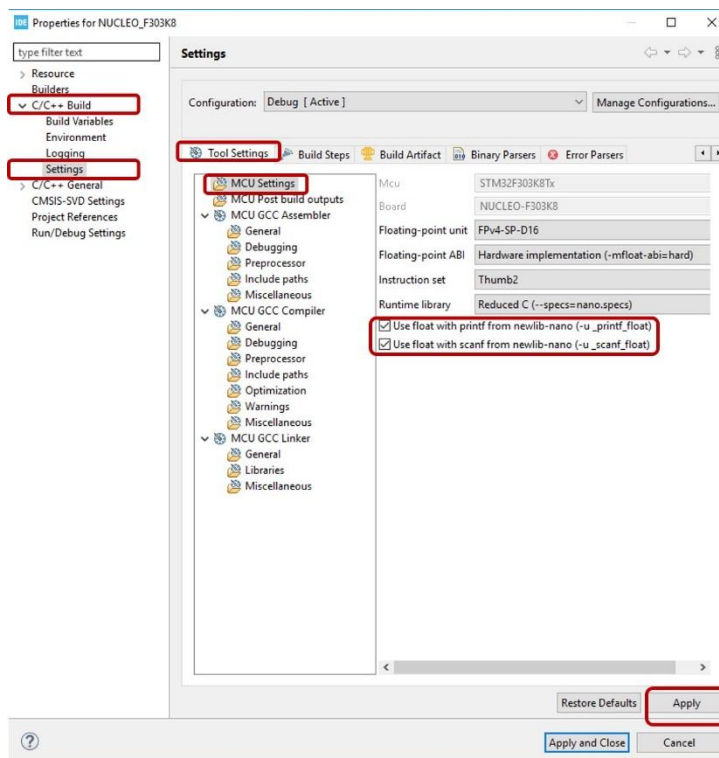 IDE Properties for NUCLEO_F303K8
type filter text
Resource
Builders
C/C++ Build
Build Variables
Environment
Logging
Settings
C/C++ General
CMSIS-SVD Settings
Project References
Run/Debug Settings
Settings
Configuration: Debug [ Active ]
Manage Configurations...
Tool Settings Build Steps Build Artifact Binary Parsers Error Parsers
MCU Settings
MCU Post build outputs
MCU GCC Assembler
General
Debugging
Preprocessor
Include paths
Miscellaneous
MCU GCC Compiler
General
Debugging
Preprocessor
Include paths
Optimization
Warnings
Miscellaneous
MCU GCC Linker
General
Libraries
Miscellaneous
Mcu STM32F303K8Tx
Board NUCLEO-F303K8
Floating-point unit FPv4-SP-D16
Floating-point ABI Hardware implementation (-mfloat-abi=hard)
Instruction set Thumb2
Runtime library Reduced C (--specs=nano.specs)
Use float with printf from newlib-nano (-u _printf_float)
Use float with scanf from newlib-nano (-u _scanf_float)
Restore Defaults Apply
? Apply and Close Cancel